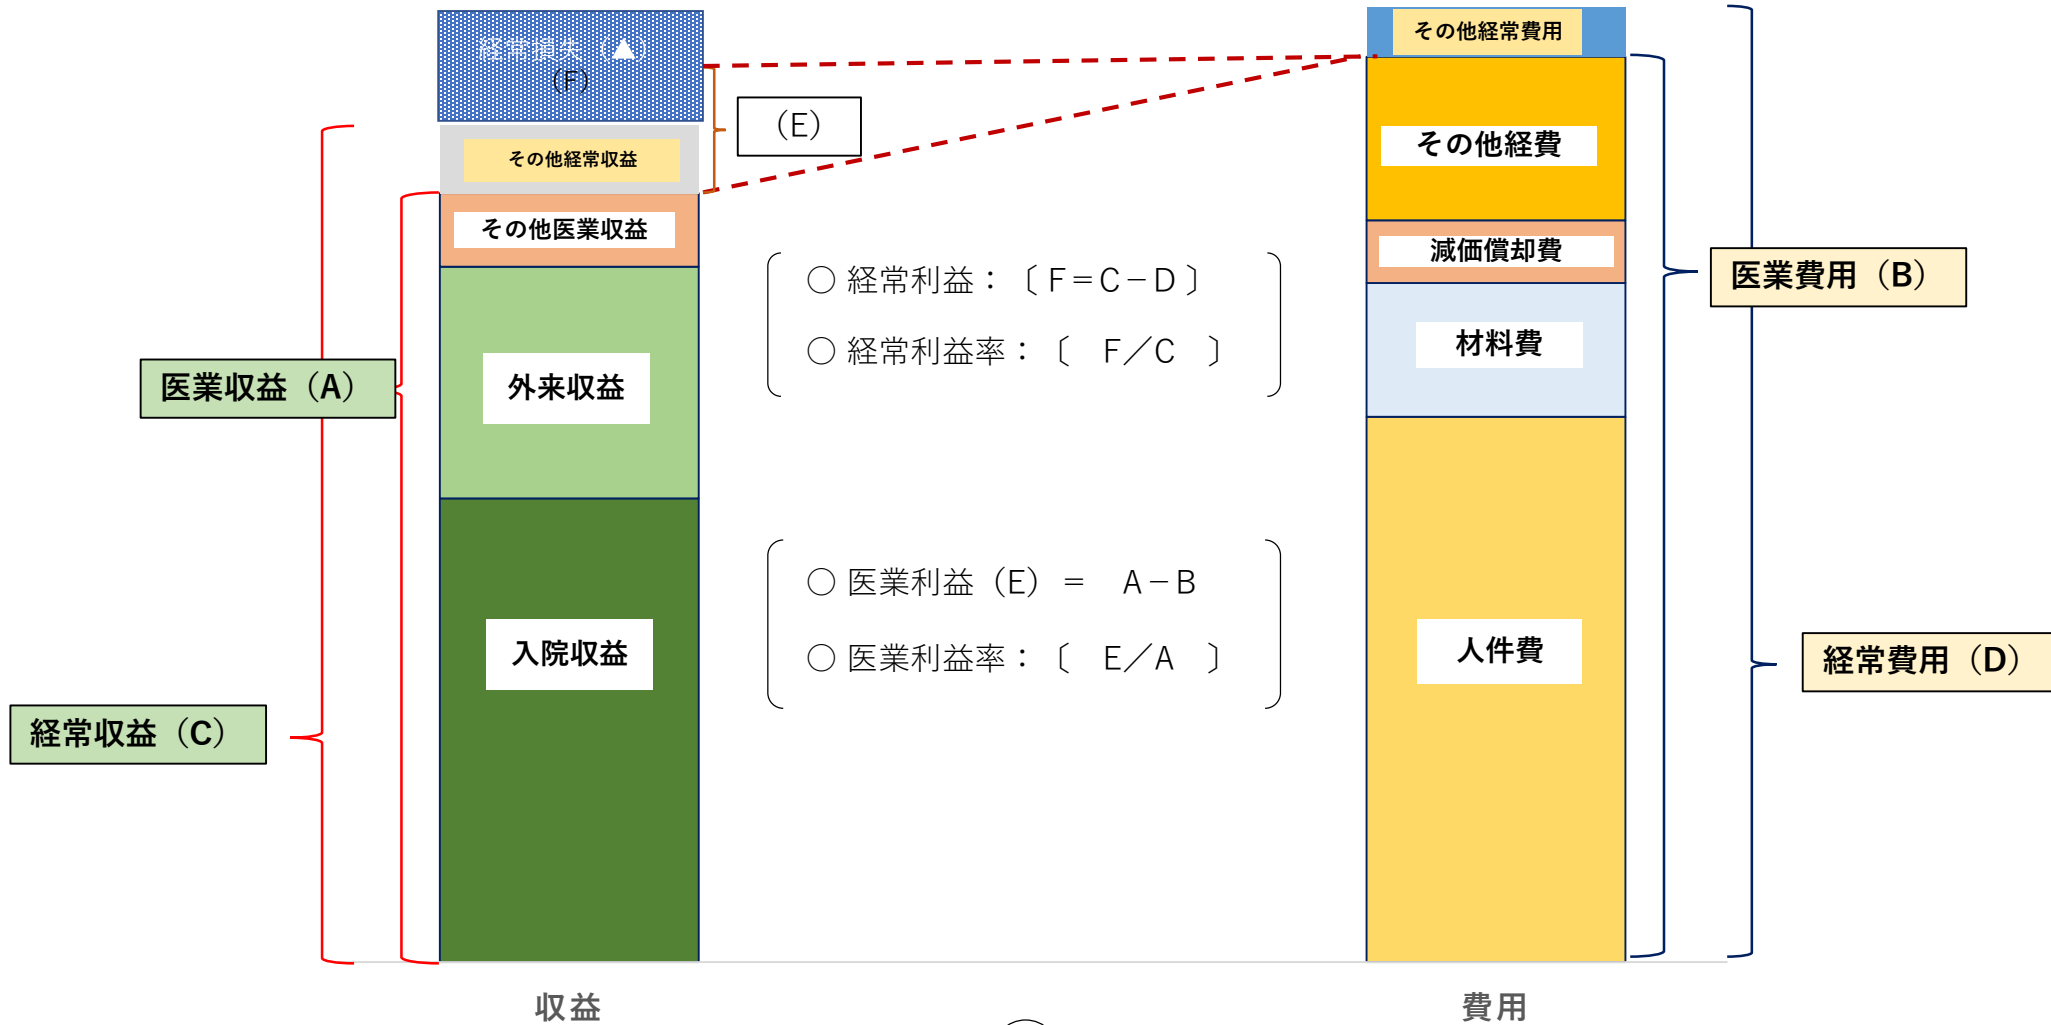 経常損失（▲）
（F）
その他経常収益
その他医業収益
外来収益
入院収益
収益
医業収益（A）
経常収益（C）
（E）
○ 経常利益：〔 F＝C－D 〕
○ 経常利益率：〔　F／C　〕
○ 医業利益（E）＝　A－B
○ 医業利益率：〔　E／A　〕
その他経常費用
その他経費
減価償却費
材料費
人件費
費用
医業費用（B）
経常費用（D）